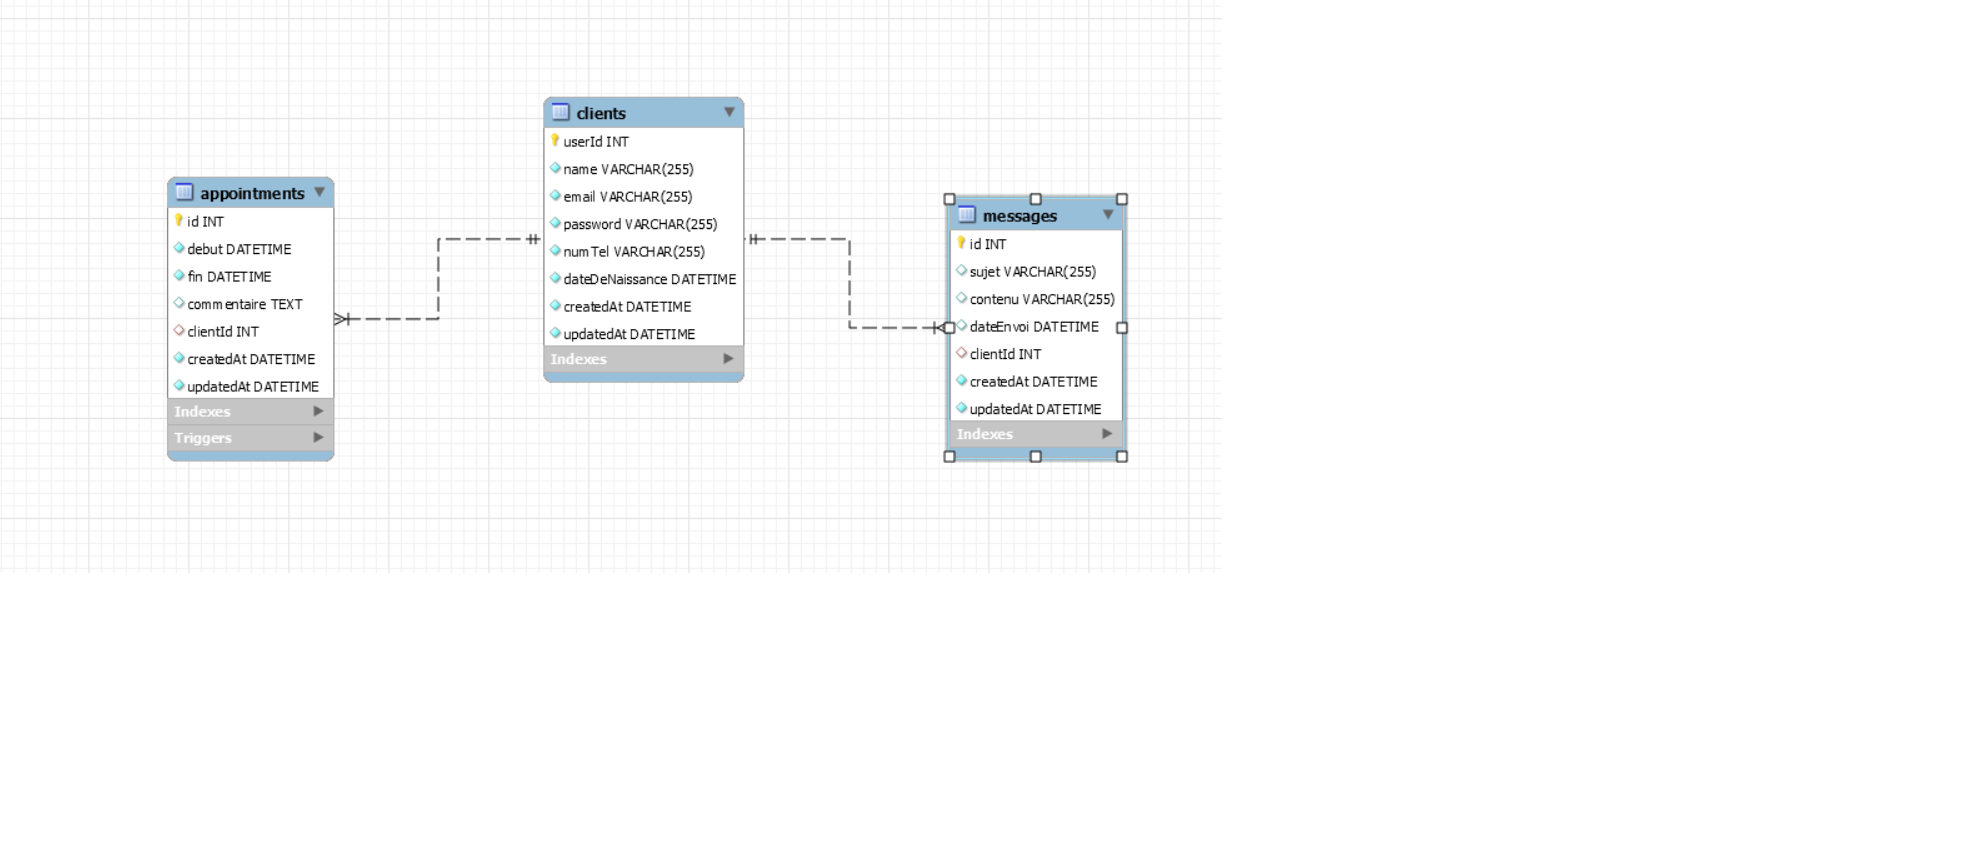 appointments
id INT
debut DATETIME
fin DATETIME
commentaire TEXT
clientId INT
createdAt DATETIME
updatedAt DATETIME
Indexes
Triggers
clients
userId INT
name VARCHAR(255)
email VARCHAR(255)
password VARCHAR(255)
numTel VARCHAR(255)
dateDeNaissance DATETIME
createdAt DATETIME
updatedAt DATETIME
Indexes
messages
id INT
sujet VARCHAR(255)
contenu VARCHAR(255)
dateEnvoi DATETIME
clientId INT
createdAt DATETIME
updatedAt DATETIME
Indexes